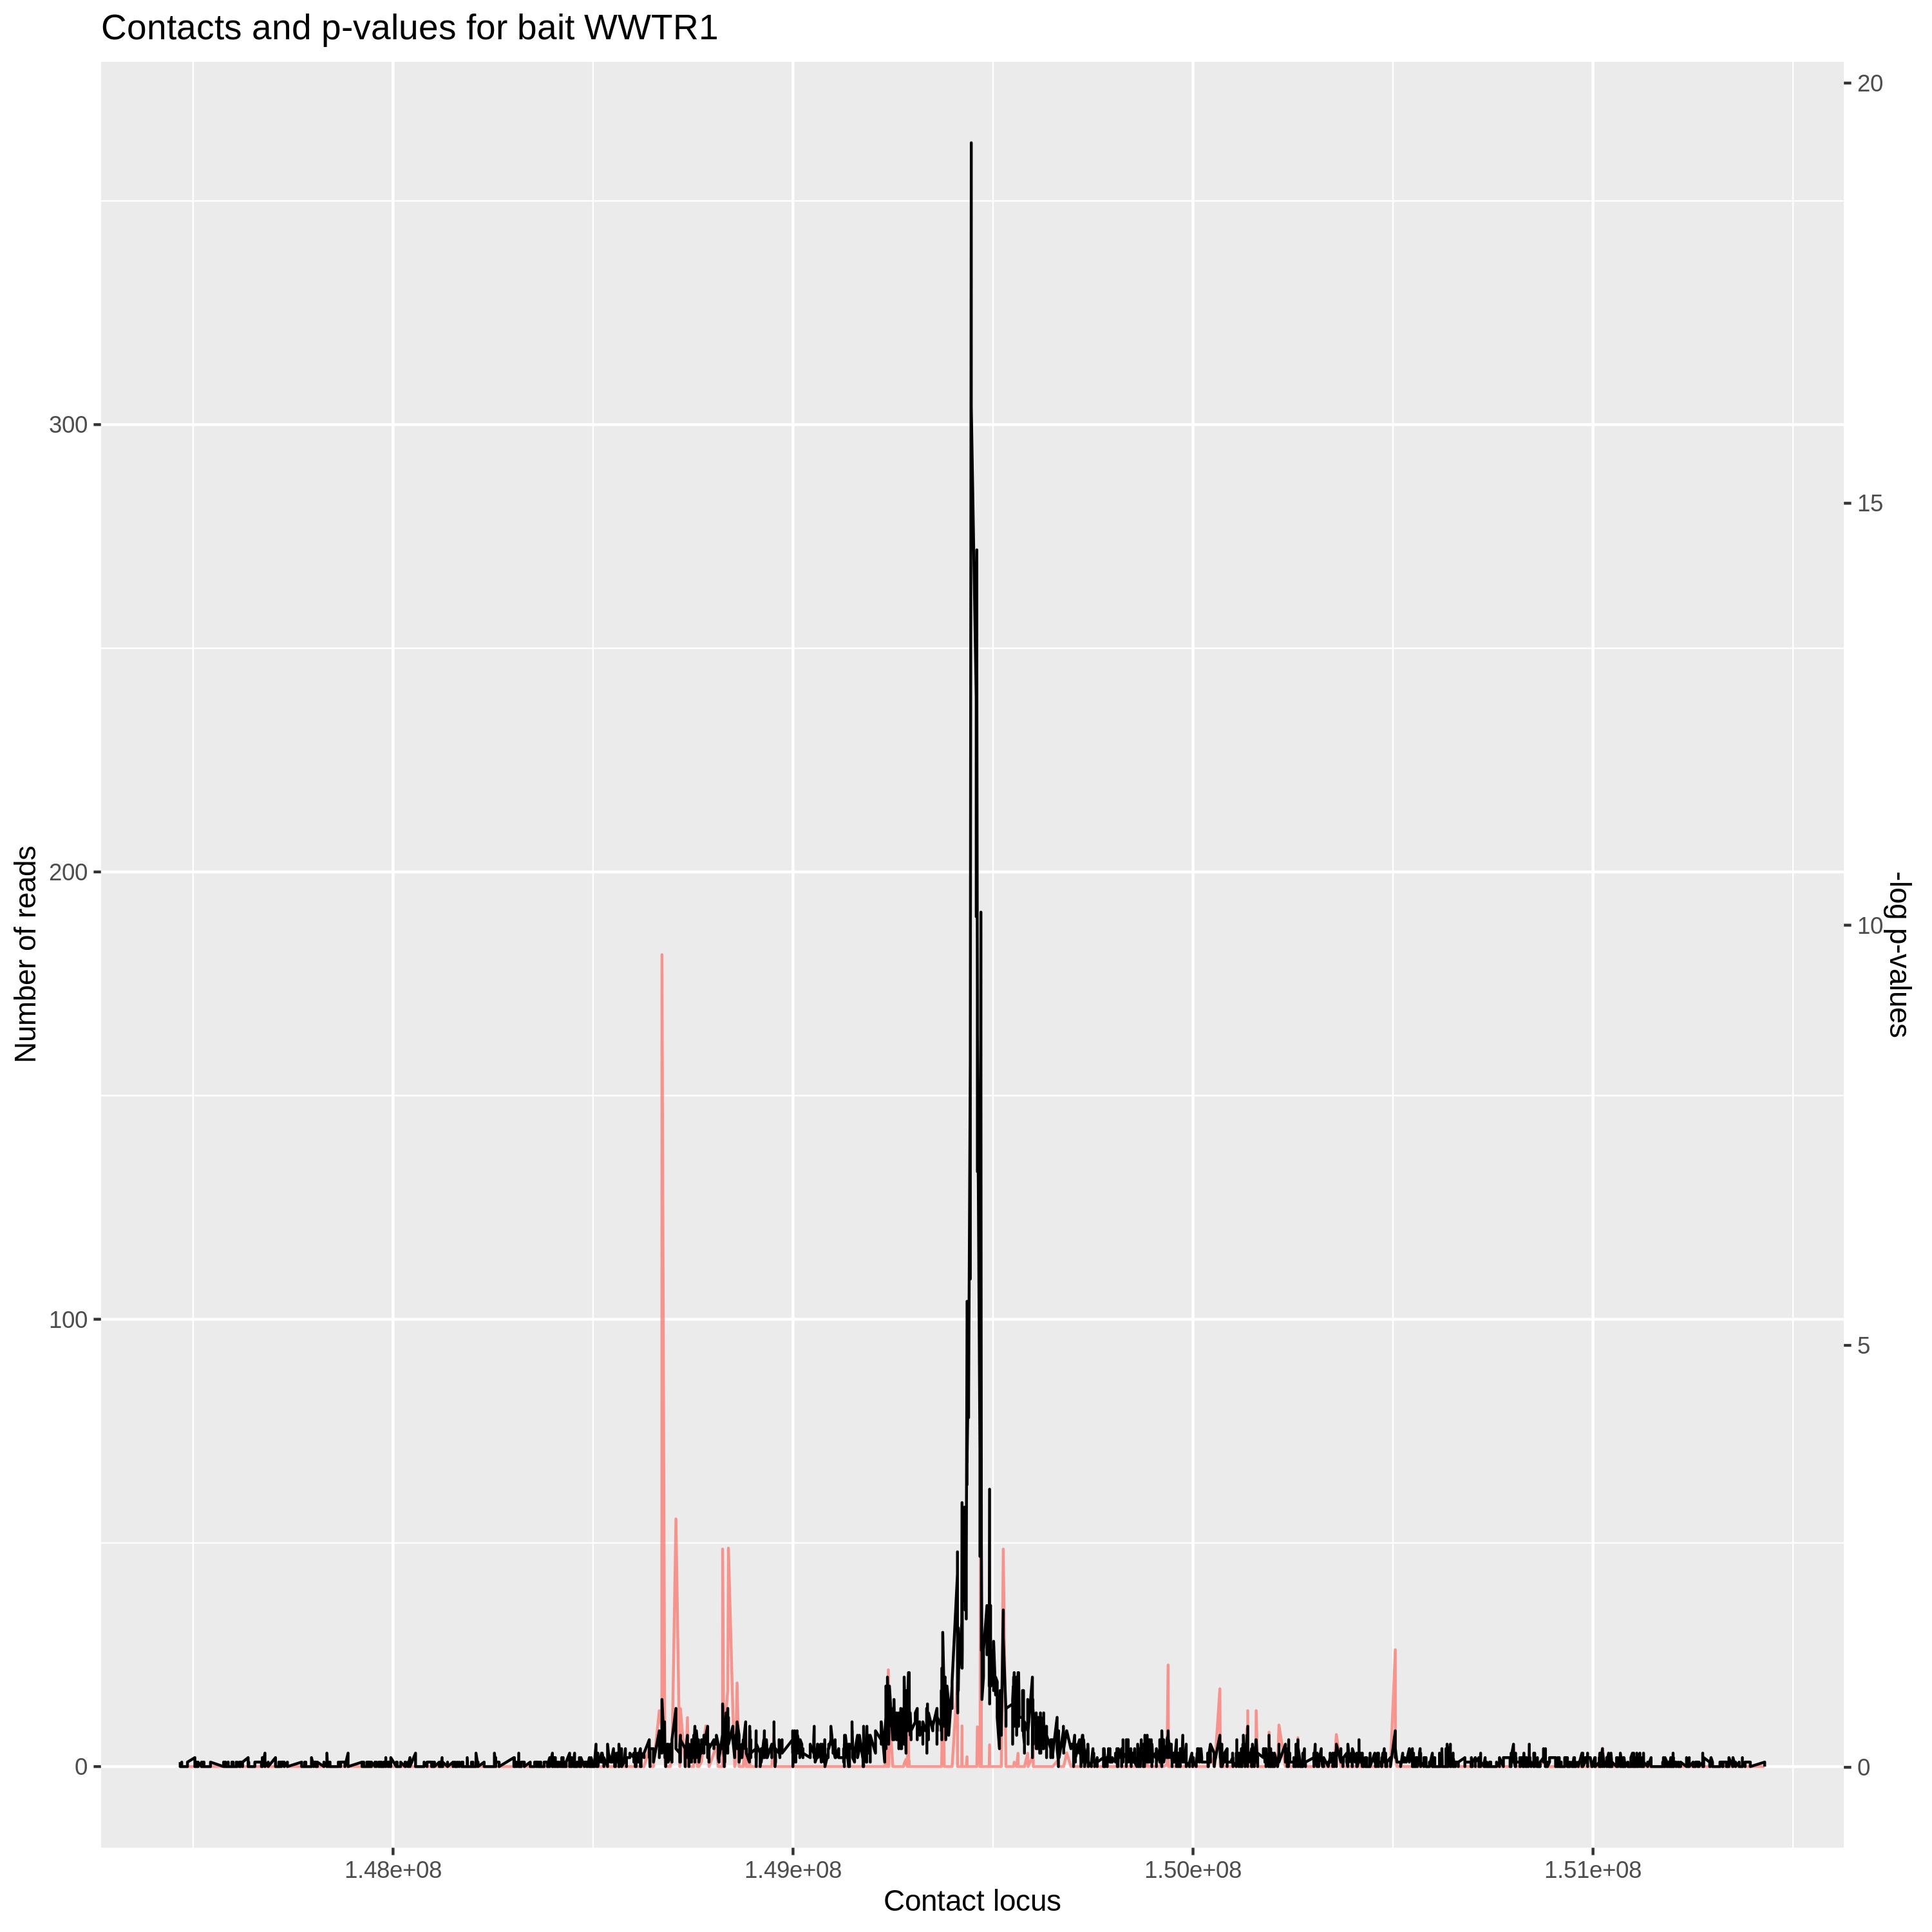 Contacts and p-values for bait WWTR1
20
15
10
5
0
-log p-values
300
200
100
0
Number of reads
1.48e+08 1.49e+08 1.50e+08 1.51e+08
Contact locus